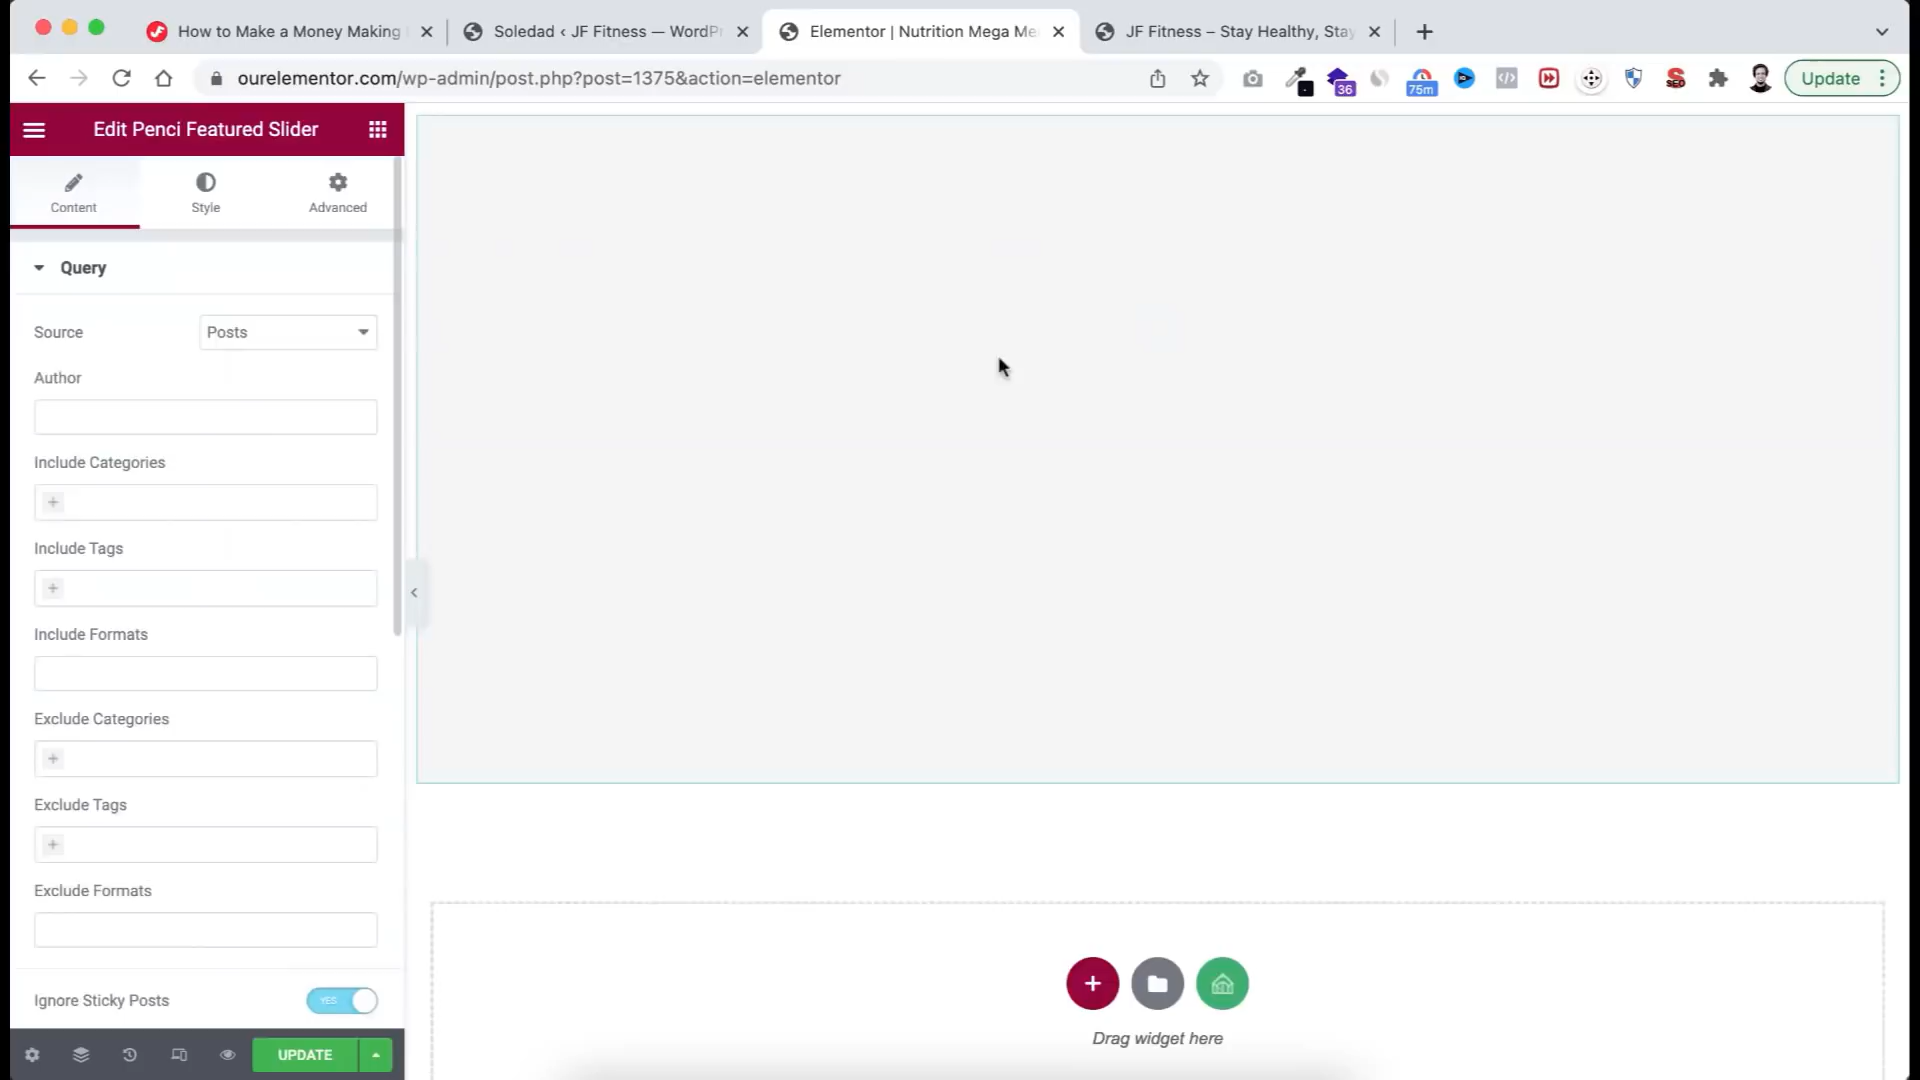 How to Make a Money Making
Soledad ‹ JF Fitness — WordPr
Elementor | Nutrition Mega Me
JF Fitness – Stay Healthy, Stay
ourelementor.com/wp-admin/post.php?post=1375&action=elementor
36
75m
SEO
Update
Edit Penci Featured Slider
Content
Style
Advanced
Query
Source
Posts
Author
Include Categories
Include Tags
Include Formats
Exclude Categories
Exclude Tags
Exclude Formats
Ignore Sticky Posts
YES
UPDATE
Drag widget here